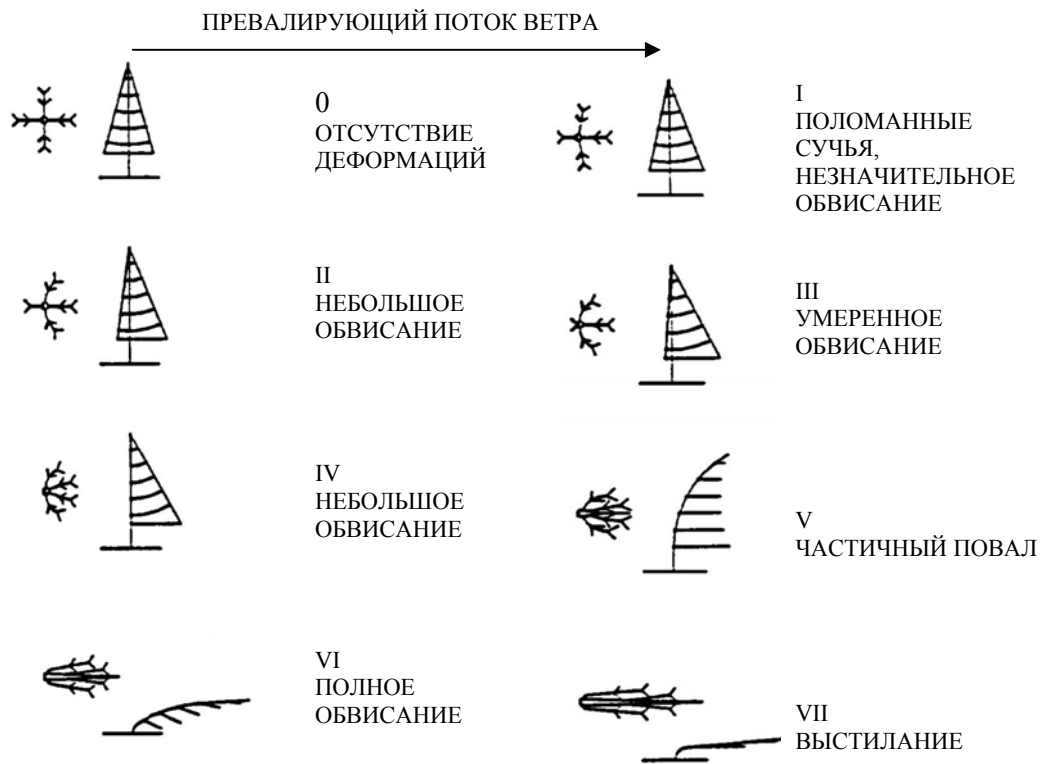 ПРЕВАЛИРУЮЩИЙ ПОТОК ВЕТРА
0
ОТСУТСТВИЕ
ДЕФОРМАЦИЙ
I
ПОЛОМАННЫЕ
СУЧЬЯ,
НЕЗНАЧИТЕЛЬНОЕ
ОБВИСАНИЕ
II
НЕБОЛЬШОЕ
ОБВИСАНИЕ
III
УМЕРЕННОЕ
ОБВИСАНИЕ
IV
НЕБОЛЬШОЕ
ОБВИСАНИЕ
V
ЧАСТИЧНЫЙ ПОВАЛ
VI
ПОЛНОЕ
ОБВИСАНИЕ
VII
ВЫСТИЛАНИЕ